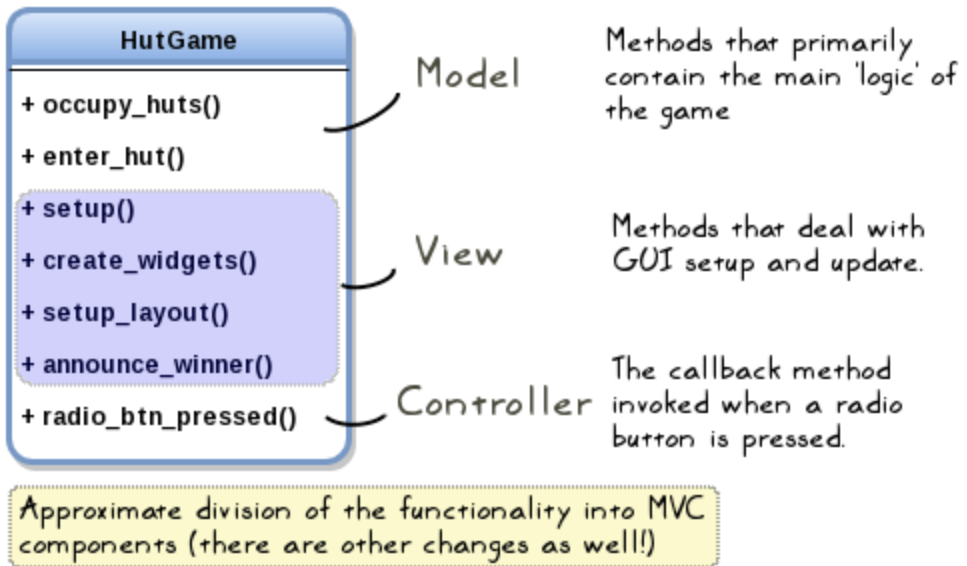 HutGame
+ occupy_huts()
+ enter_hut()
+ setup()
+ create_widgets()
+ setup_layout()
+ announce_winner()
+ radio_btn_pressed()
Model
Methods that primarily
contain the main 'logic' of
the game
View
Methods that deal with
GUI setup and update.
Controller
The callback method
invoked when a radio
button is pressed.
Approximate division of the functionality into MVC
components (there are other changes as well!)